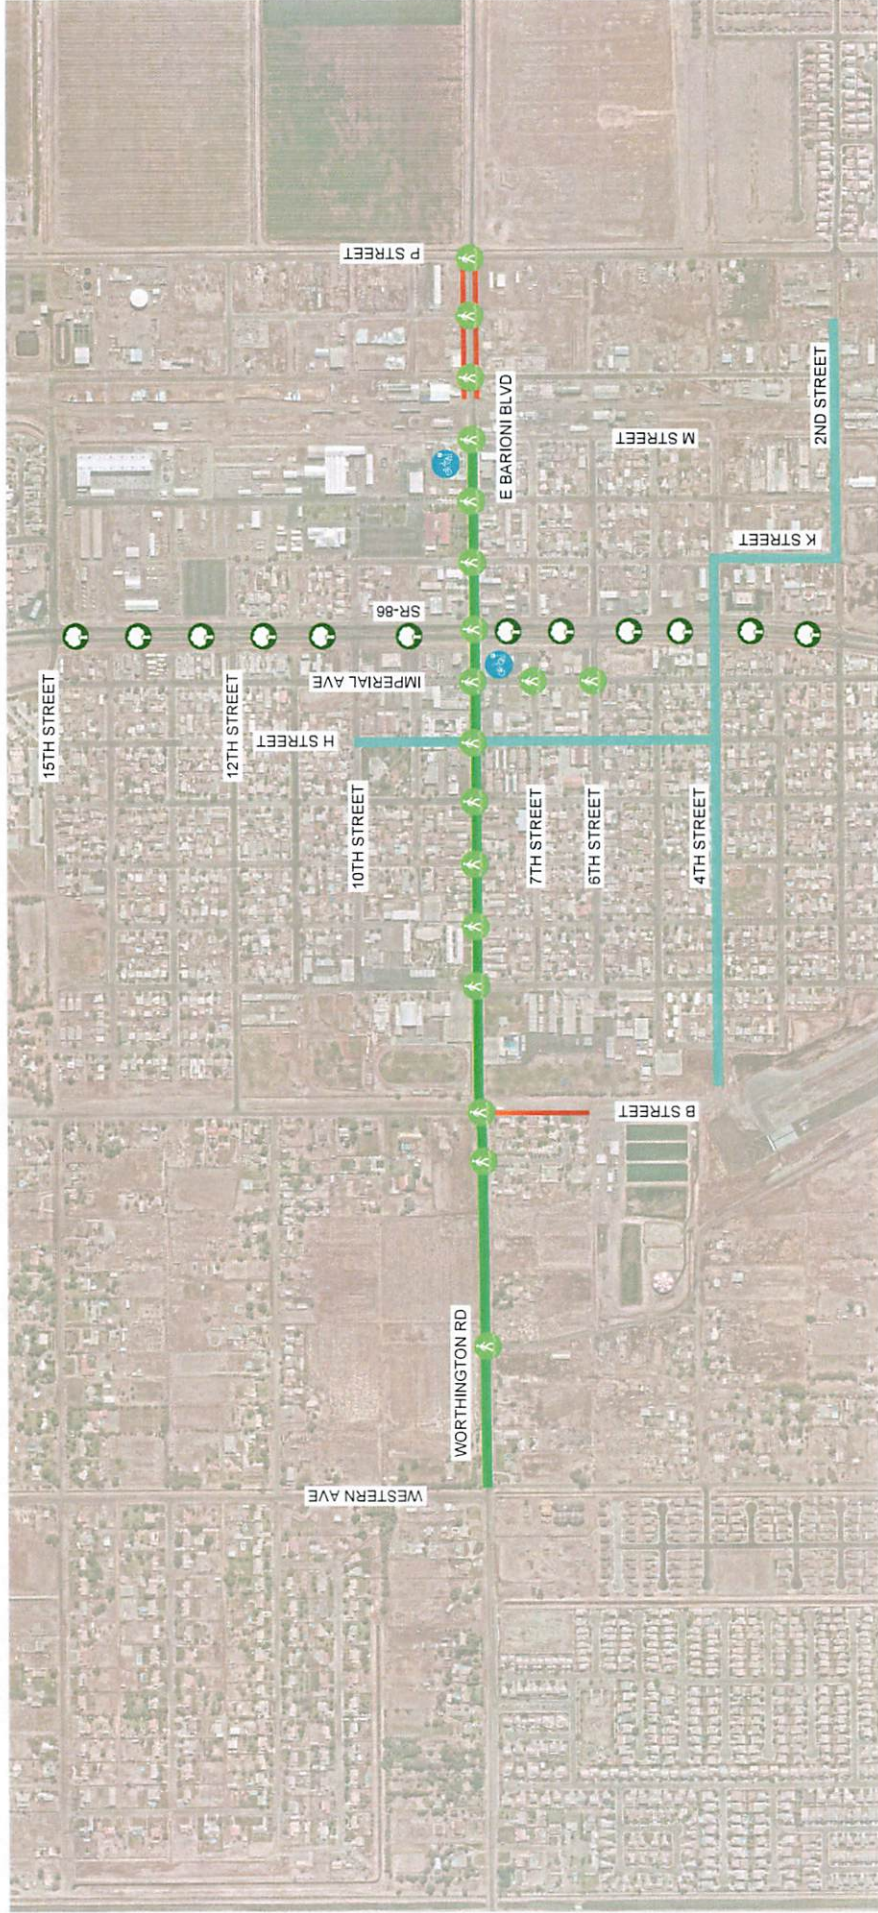 15TH STREET
12TH STREET
10TH STREET
7TH STREET
6TH STREET
4TH STREET
2ND STREET
WORTHINGTON RD
E BARIONI BLVD
WESTERN AVE
B STREET
H STREET
IMPERIAL AVE
SR-86
K STREET
M STREET
P STREET